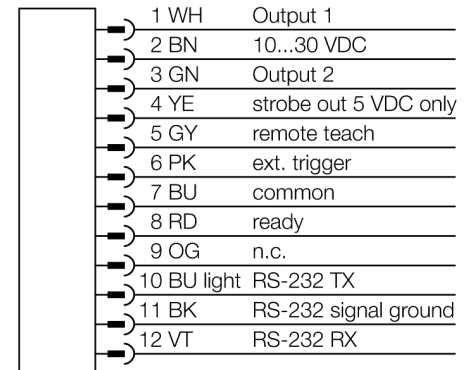 1 WH Output 1
2 BN 10...30 VDC
3 GN Output 2
4 YE strobe out 5 VDC only
5 GY remote teach
6 PK ext. trigger
7 BU common
8 RD ready
9 OG n.c.
10 BU light RS-232 TX
11 BK RS-232 signal ground
12 VT RS-232 RX